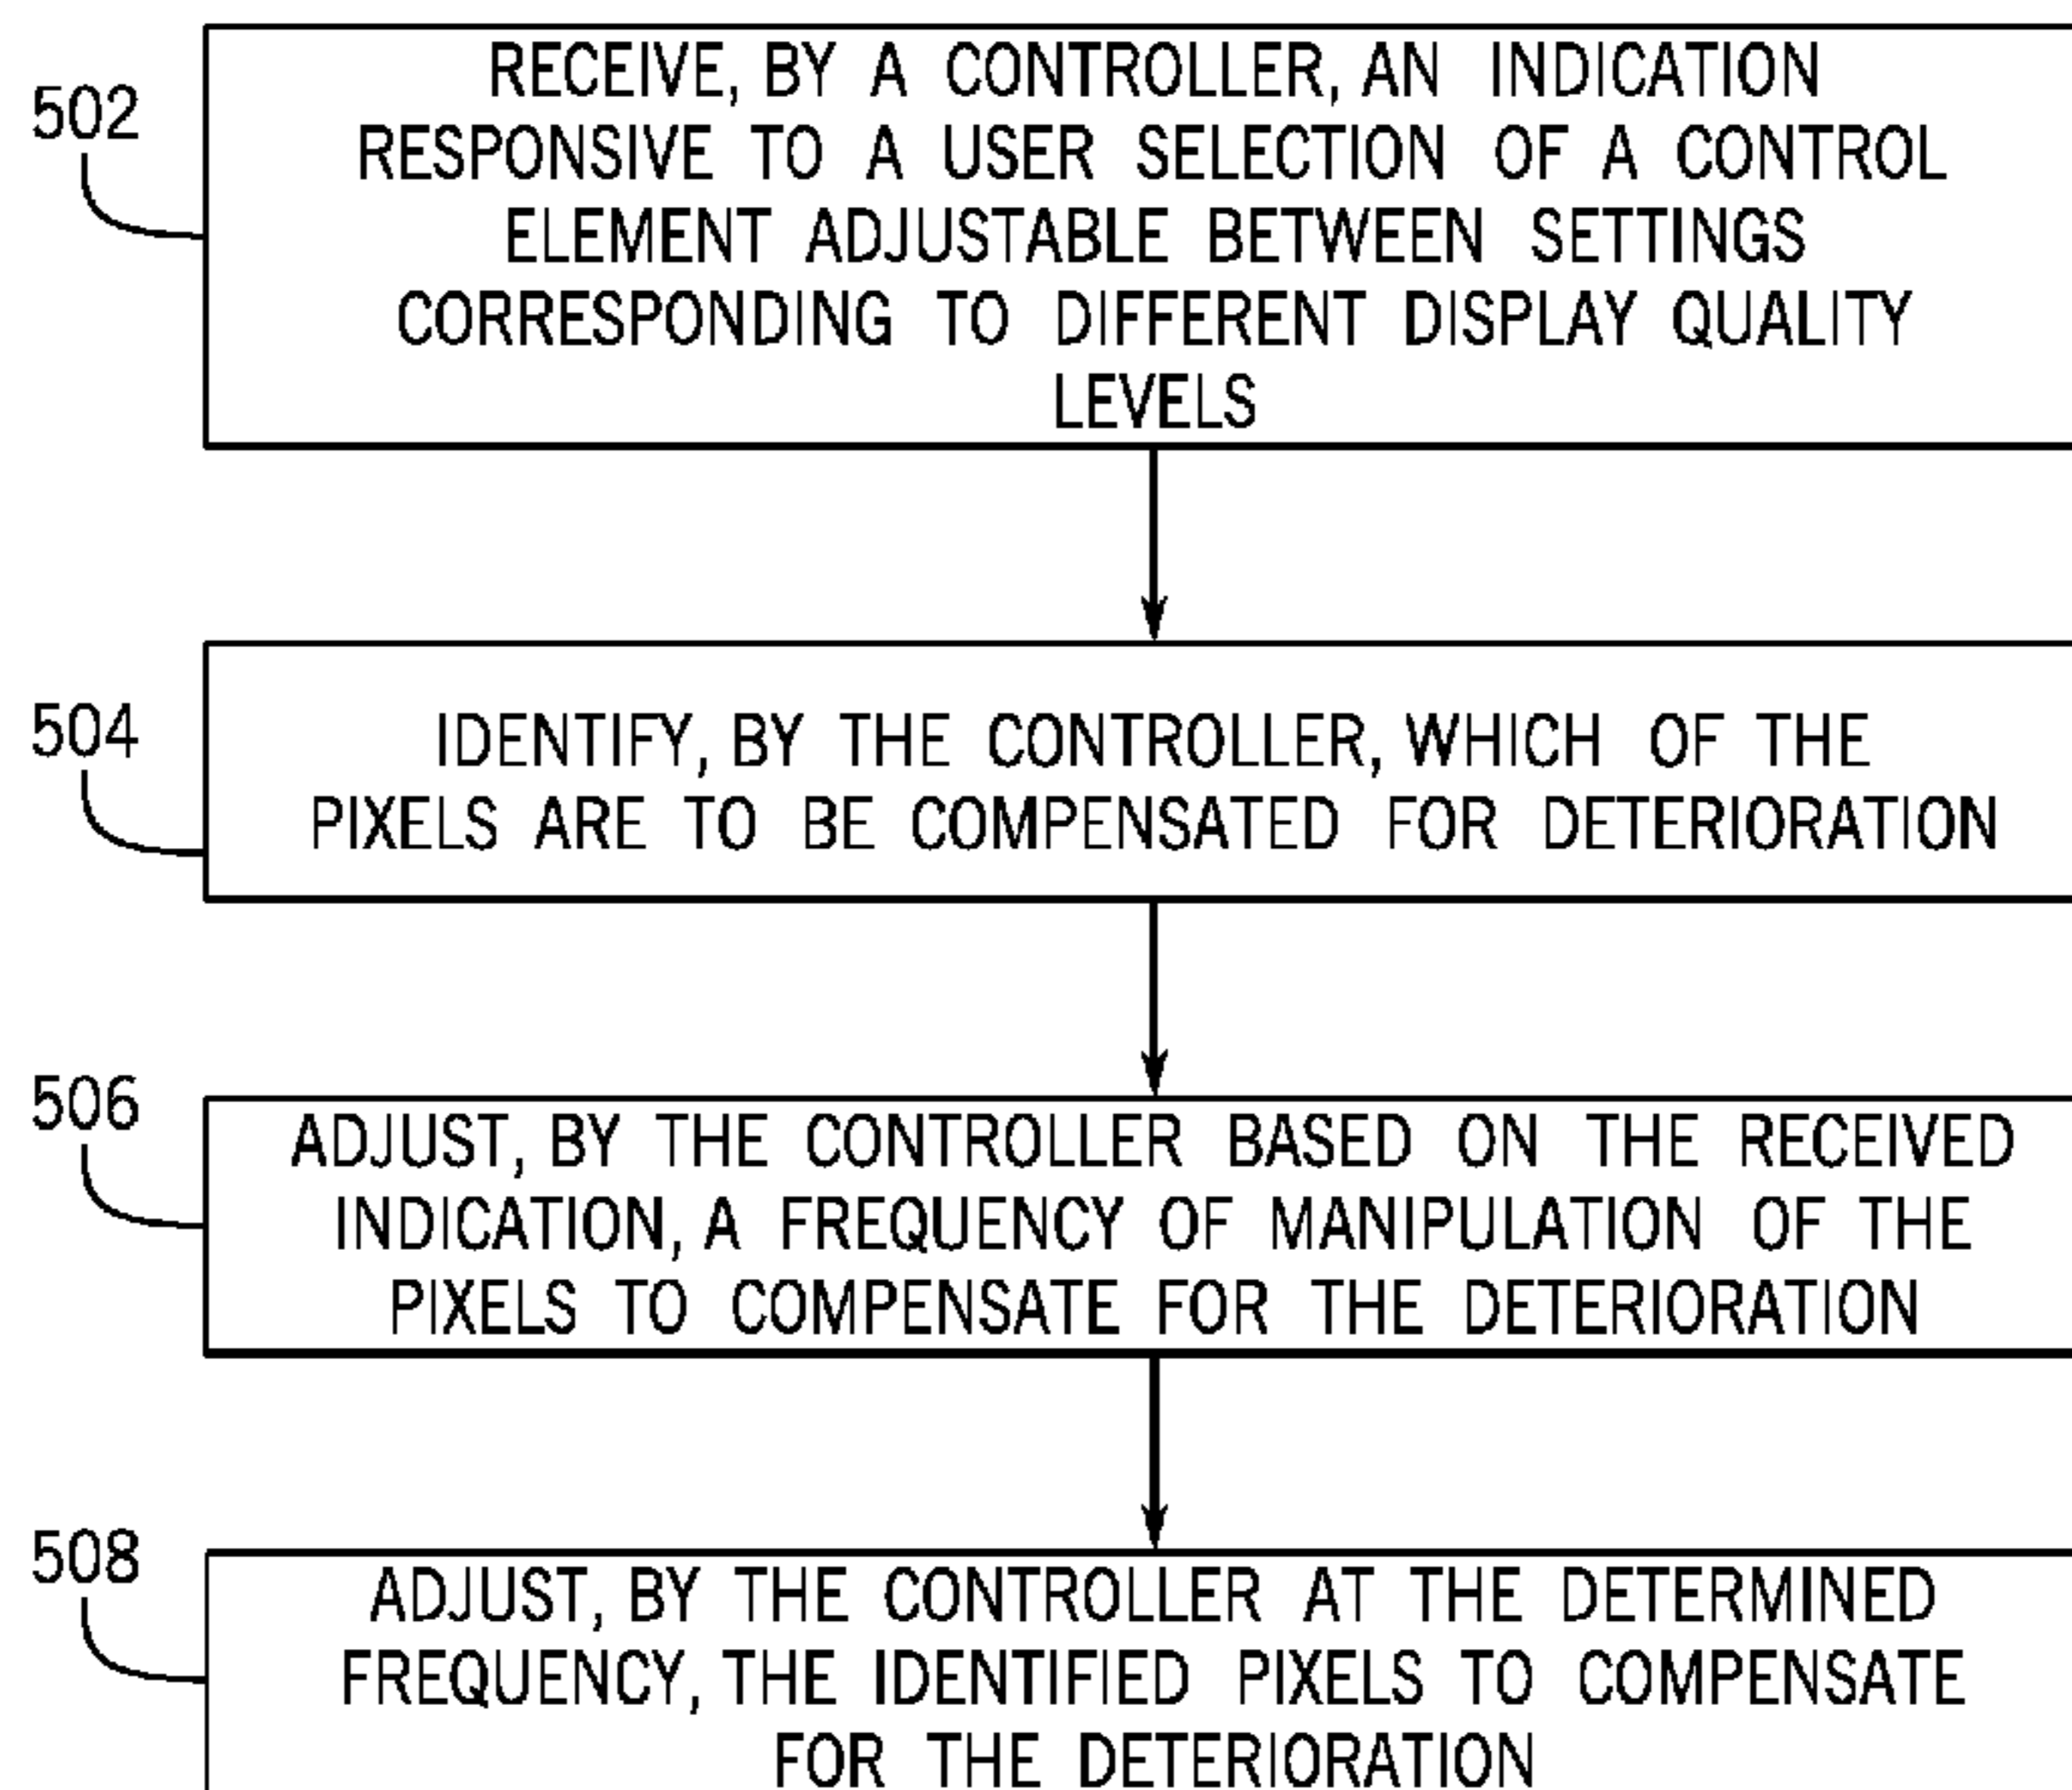 502
RECEIVE, BY A CONTROLLER, AN INDICATION
RESPONSIVE TO A USER SELECTION OF A CONTROL
ELEMENT ADJUSTABLE BETWEEN SETTINGS
CORRESPONDING TO DIFFERENT DISPLAY QUALITY
LEVELS
504
IDENTIFY, BY THE CONTROLLER, WHICH OF THE
PIXELS ARE TO BE COMPENSATED FOR DETERIORATION
506
ADJUST, BY THE CONTROLLER BASED ON THE RECEIVED
INDICATION, A FREQUENCY OF MANIPULATION OF THE
PIXELS TO COMPENSATE FOR THE DETERIORATION
508
ADJUST, BY THE CONTROLLER AT THE DETERMINED
FREQUENCY, THE IDENTIFIED PIXELS TO COMPENSATE
FOR THE DETERIORATION